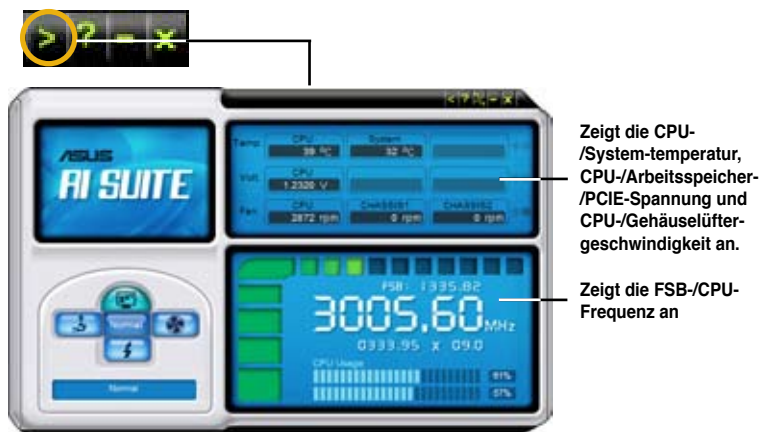 > ? - x
< ? - x
Zeigt die CPU-
/System-temperatur,
CPU-/Arbeitsspeicher-
/PCIE-Spannung und
CPU-/Gehäuselüfter-
geschwindigkeit an.
Zeigt die FSB-/CPU-
Frequenz an
ASUS
AI SUITE
Temp CPU System
39 °C 32 °C
Volt CPU
1.2320 V
Fan CPU CHASSIS1 CHASSIS2
2872 rpm 0 rpm 0 rpm
FSB: 1335.82
3005.60 MHz
0333.95 x 09.0
CPU Usage
61%
57%
Normal
Normal